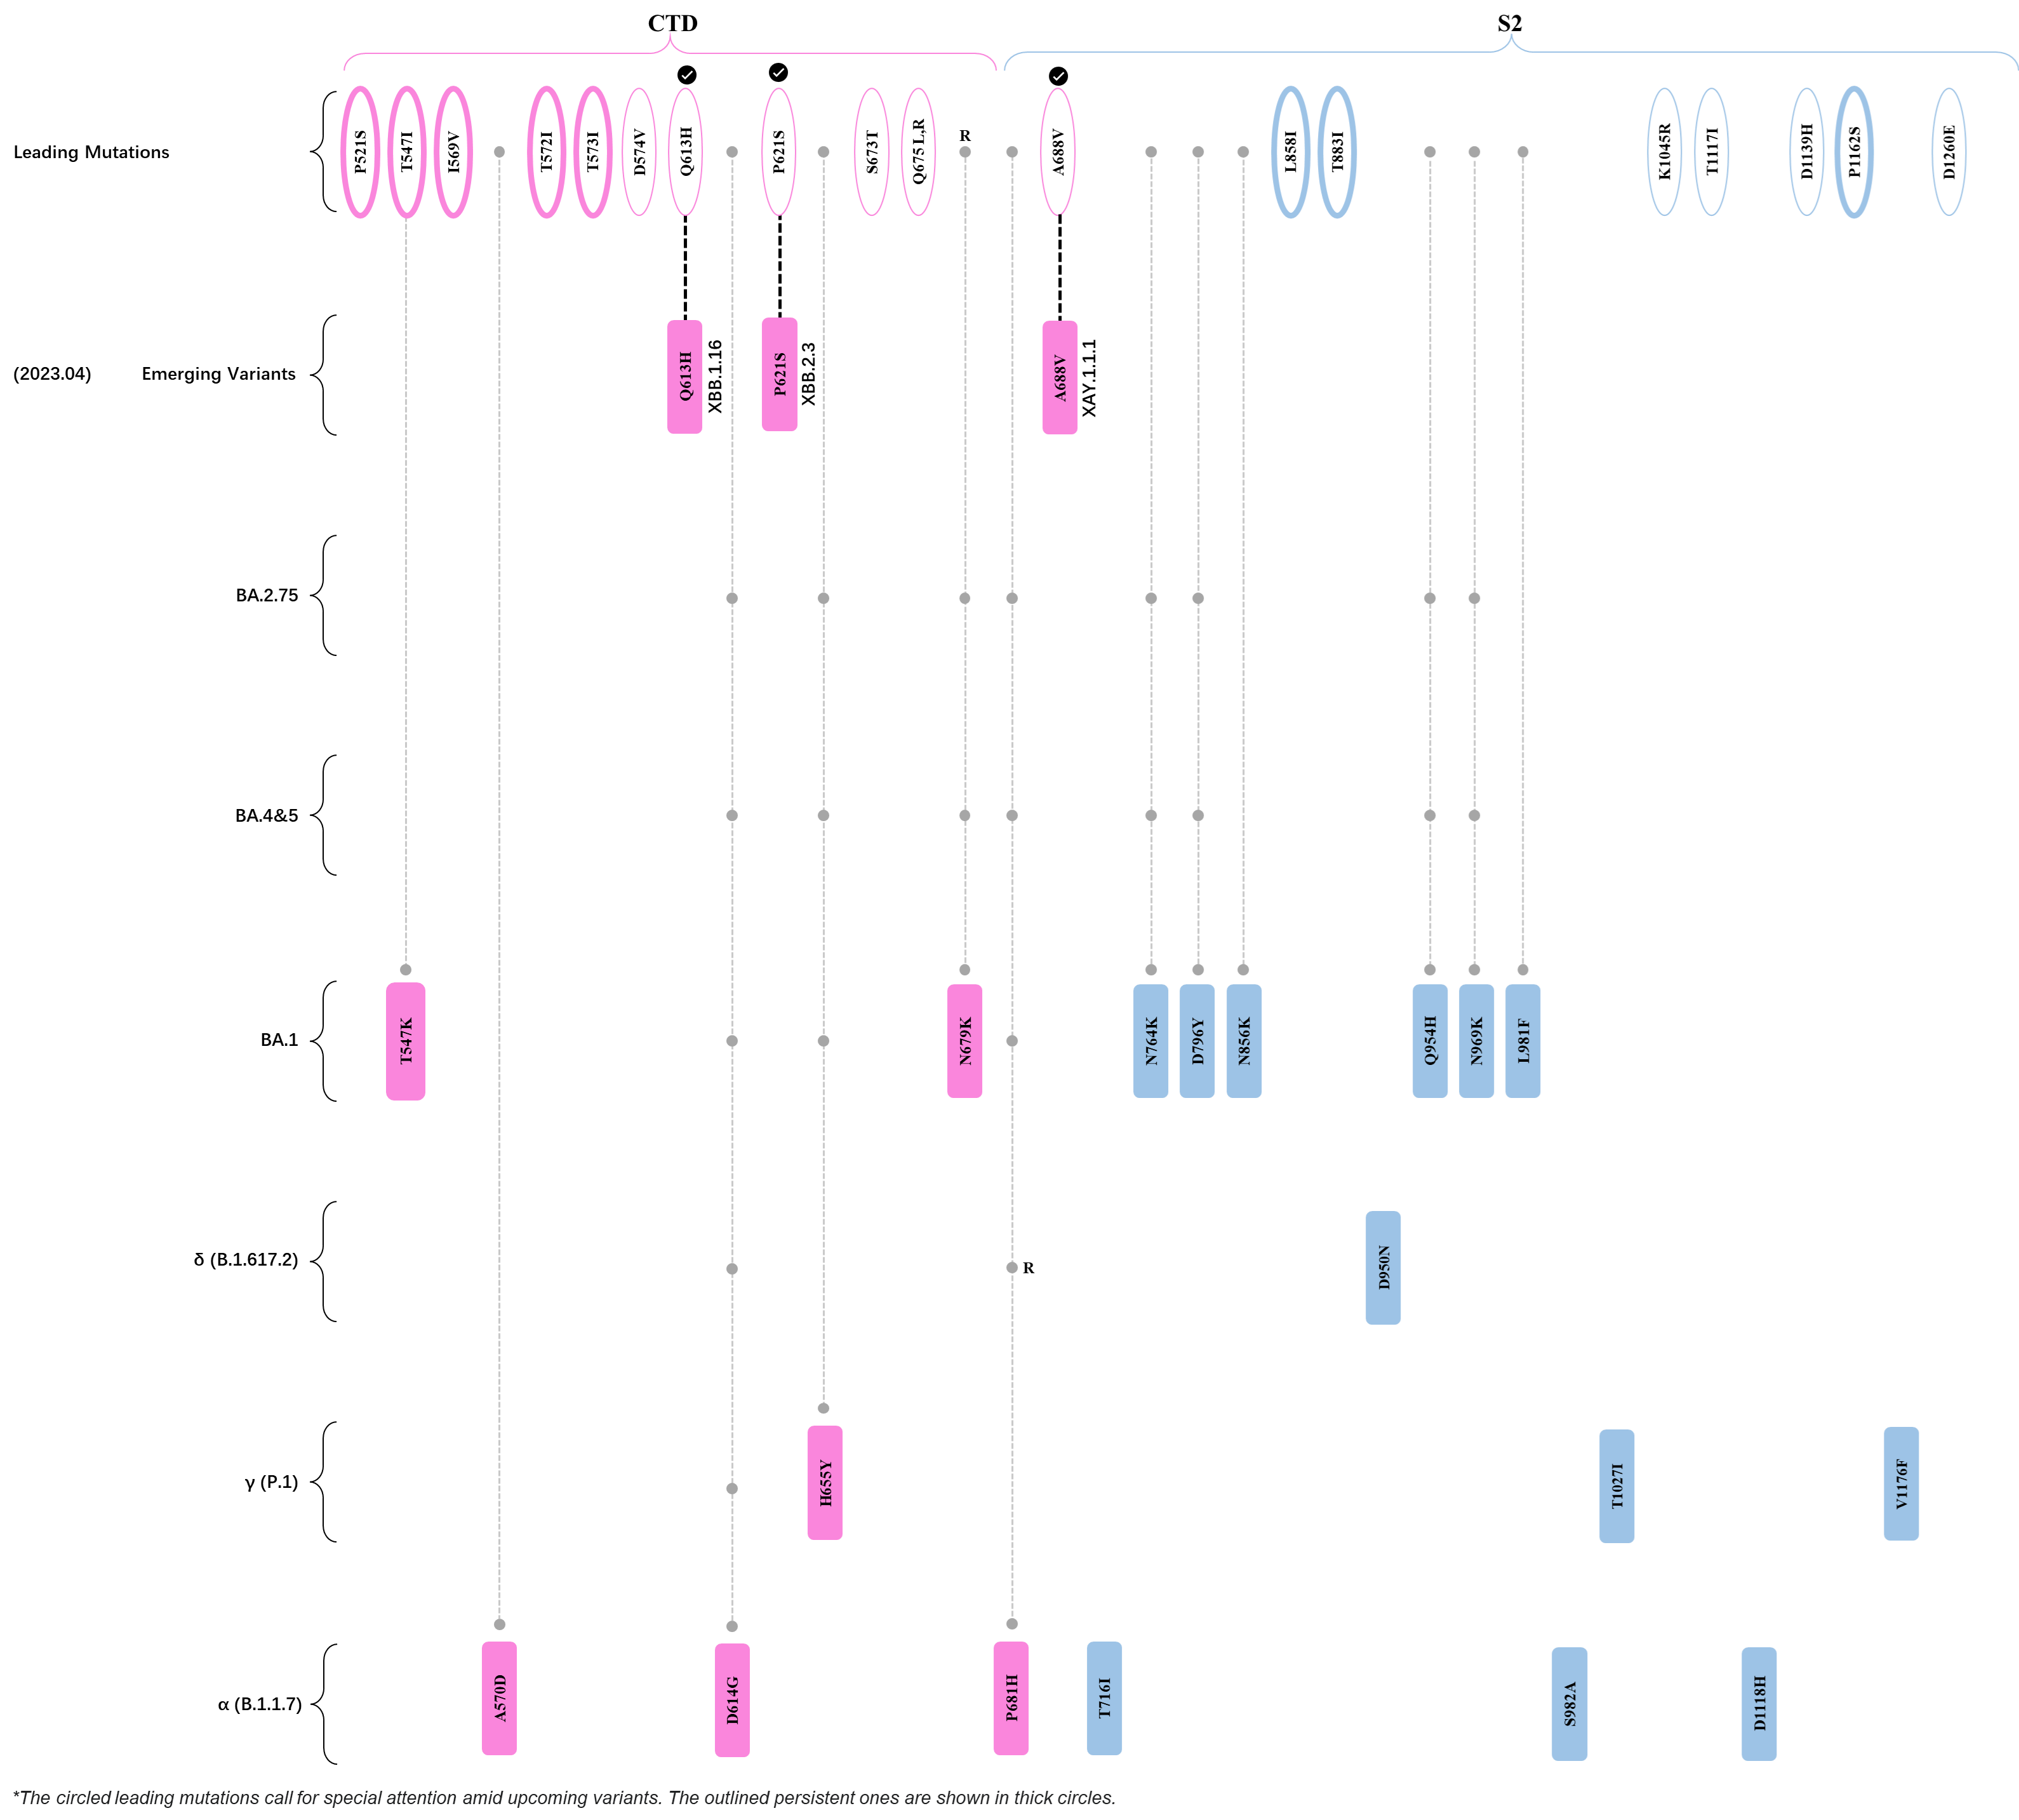 CTD S2
Leading Mutations P521S T547I I569V T572I T573I D574V Q613H P621S S673T Q675L,R R A688V L858I T883I K1045R T1117I D1139H P1162S D1260E
(2023.04) Emerging Variants Q613H XBB.1.16 P621S XBB.2.3 A688V XAY.1.1.1
BA.2.75
BA.4&5
BA.1 T547K N679K N764K D796Y N856K Q954H N969K L981F
δ (B.1.617.2) R D950N
γ (P.1) H655Y T1027I V1176F
α (B.1.1.7) A570D D614G P681H T716I S982A D1118H
*The circled leading mutations call for special attention amid upcoming variants. The outlined persistent ones are shown in thick circles.